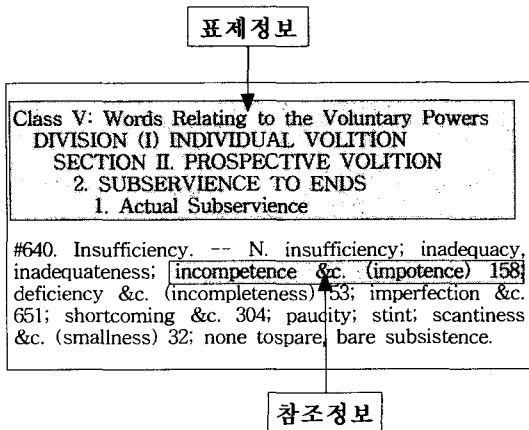 표제정보
Class V: Words Relating to the Voluntary Powers
DIVISION (I) INDIVIDUAL VOLITION
SECTION II. PROSPECTIVE VOLITION
2. SUBSERVIENCE TO ENDS
1. Actual Subservience
#640. Insufficiency. -- N. insufficiency; inadequacy,
inadequateness; incompetence &c. (impotence) 158;
deficiency &c. (incompleteness) 53; imperfection &c.
651; shortcoming &c. 304; paucity; stint; scantiness
&c. (smallness) 32; none tospare, bare subsistence.
참조정보